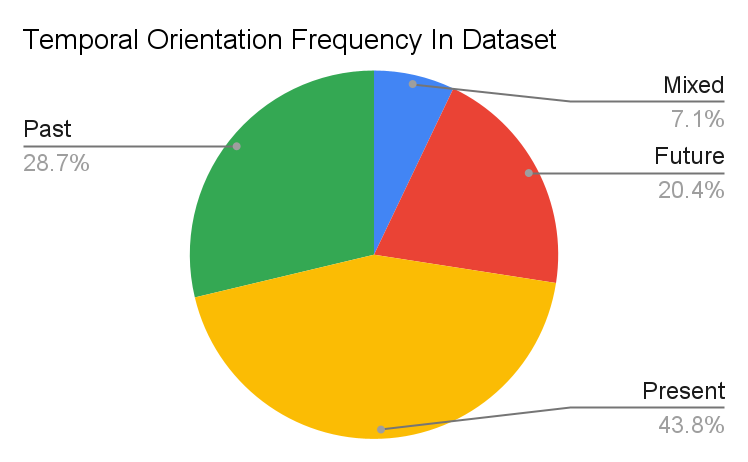 Temporal Orientation Frequency In Dataset
Mixed
7.1%
Past
28.7%
Future
20.4%
Present
43.8%